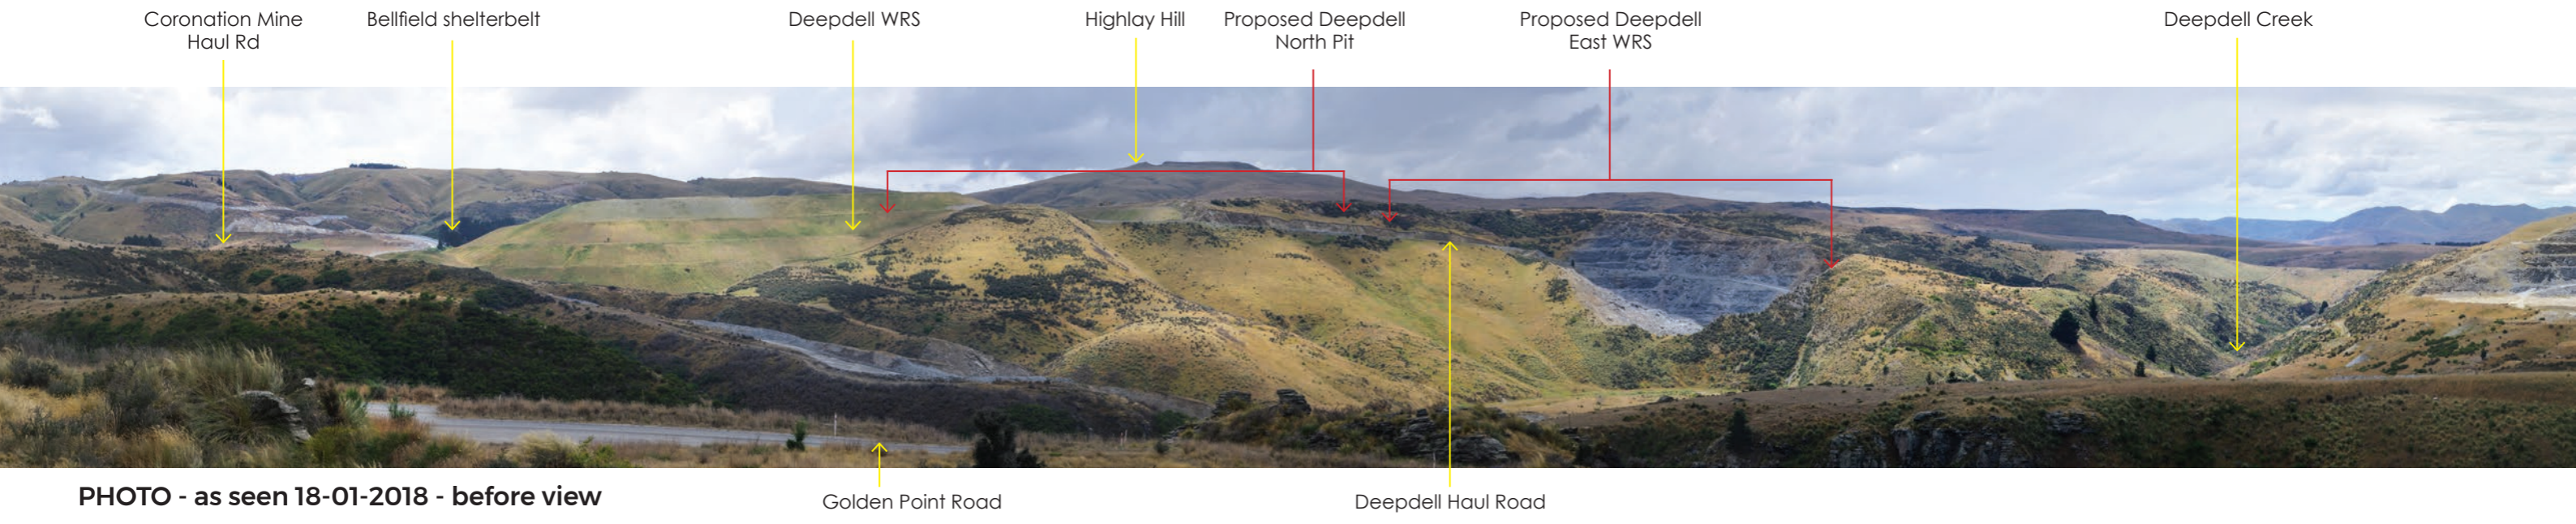 Coronation Mine
Haul Rd
Bellfield shelterbelt
Deepdell WRS
Highlay Hill
Proposed Deepdell
North Pit
Proposed Deepdell
East WRS
Deepdell Creek
PHOTO - as seen 18-01-2018 - before view
Golden Point Road
Deepdell Haul Road